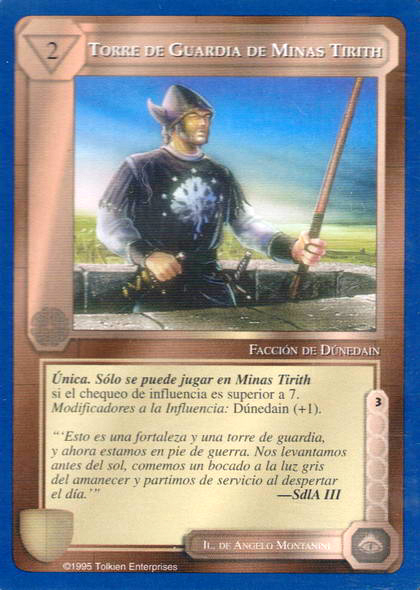 2
TORRE DE GUARDIA DE MINAS TIRITH
FACCIÓN DE DÚNEDAIN
Única. Sólo se puede jugar en Minas Tirith
si el chequeo de influencia es superior a 7.
Modificadores a la Influencia: Dúnedain (+1).
3
“‘Esto es una fortaleza y una torre de guardia,
y ahora estamos en pie de guerra. Nos levantamos
antes del sol, comemos un bocado a la luz gris
del amanecer y partimos de servicio al despertar
el día.’”
—SdlA III
IL. DE ANGELO MONTANINI
©1995 Tolkien Enterprises